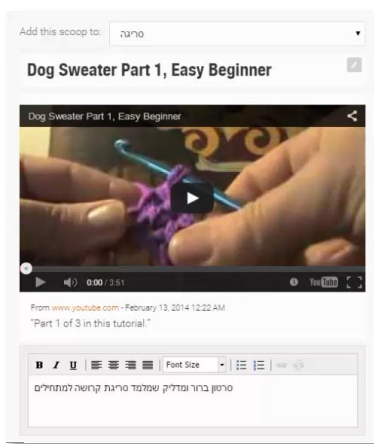 Add this scoop to: סריגה
Dog Sweater Part 1, Easy Beginner
Dog Sweater Part 1, Easy Beginner
0:00 / 3:51
YouTube
From www.youtube.com - February 13, 2014 12:22 AM
"Part 1 of 3 in this tutorial."
B I U Font Size
סרטון ברור ומדליק שמלמד סריגת קרושה למתחילים